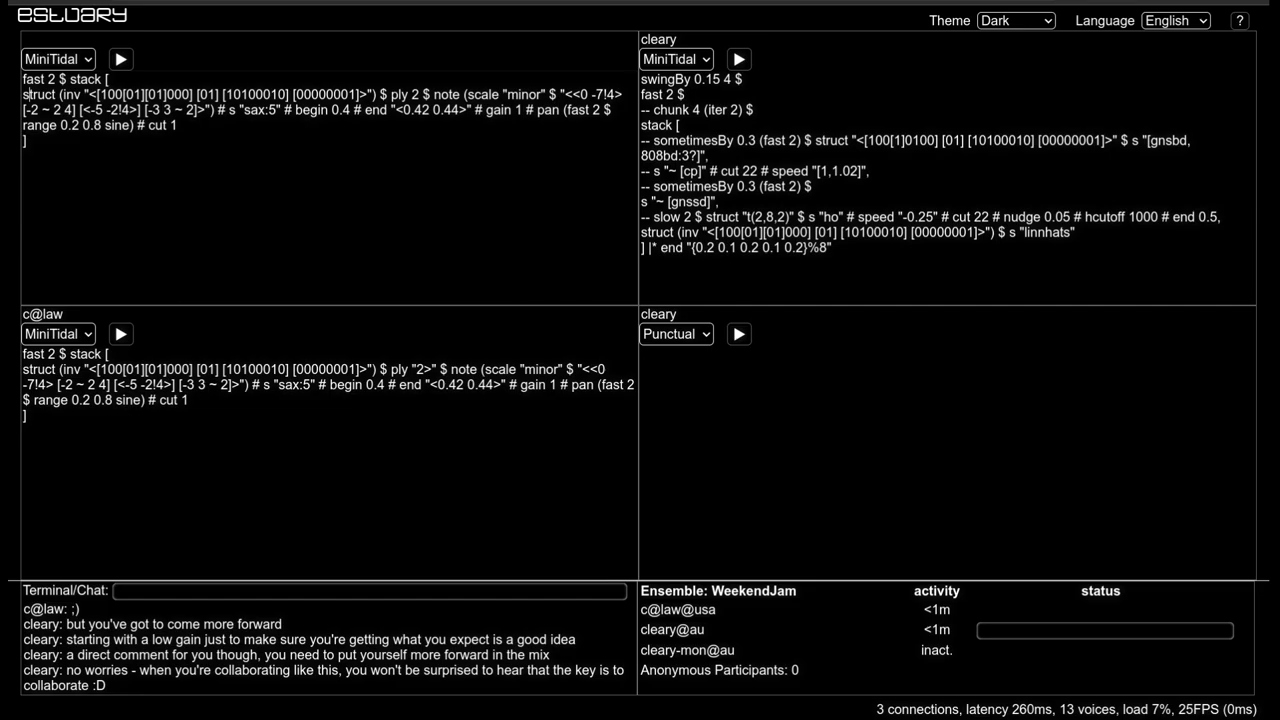 estuary
Theme Dark Language English ?
MiniTidal
fast 2 $ stack [
struct (inv "<[100[01][01]000] [01] [10100010] [00000001]>") $ ply 2 $ note (scale "minor" $ "<<0 -7!4>
[-2 ~ 2 4] [<-5 -2!4>] [-3 3 ~ 2]>") # s "sax:5" # begin 0.4 # end "<0.42 0.44>" # gain 1 # pan (fast 2 $
range 0.2 0.8 sine) # cut 1
]
cleary
MiniTidal
swingBy 0.15 4 $
fast 2 $
-- chunk 4 (iter 2) $
stack [
-- sometimesBy 0.3 (fast 2) $ struct "<[100[1]0100] [01] [10100010] [00000001]>" $ s "[gnsbd,
808bd:3?]",
-- s "~ [cp]" # cut 22 # speed "[1,1.02]",
-- sometimesBy 0.3 (fast 2) $
s "~ [gnssd]",
-- slow 2 $ struct "t(2,8,2)" $ s "ho" # speed "-0.25" # cut 22 # nudge 0.05 # hcutoff 1000 # end 0.5,
struct (inv "<[100[01][01]000] [01] [10100010] [00000001]>") $ s "linnhats"
] |* end "{0.2 0.1 0.2 0.1 0.2}%8"
c@law
MiniTidal
fast 2 $ stack [
struct (inv "<[100[01][01]000] [01] [10100010] [00000001]>") $ ply "2>" $ note (scale "minor" $ "<<0
-7!4> [-2 ~ 2 4] [<-5 -2!4>] [-3 3 ~ 2]>") # s "sax:5" # begin 0.4 # end "<0.42 0.44>" # gain 1 # pan (fast 2
$ range 0.2 0.8 sine) # cut 1
]
cleary
Punctual
Terminal/Chat:
c@law: ;)
cleary: but you've got to come more forward
cleary: starting with a low gain just to make sure you're getting what you expect is a good idea
cleary: a direct comment for you though, you need to put yourself more forward in the mix
cleary: no worries - when you're collaborating like this, you won't be surprised to hear that the key is to
collaborate :D
Ensemble: WeekendJam activity status
c@law@usa <1m
cleary@au <1m
cleary-mon@au inact.
Anonymous Participants: 0
3 connections, latency 260ms, 13 voices, load 7%, 25FPS (0ms)